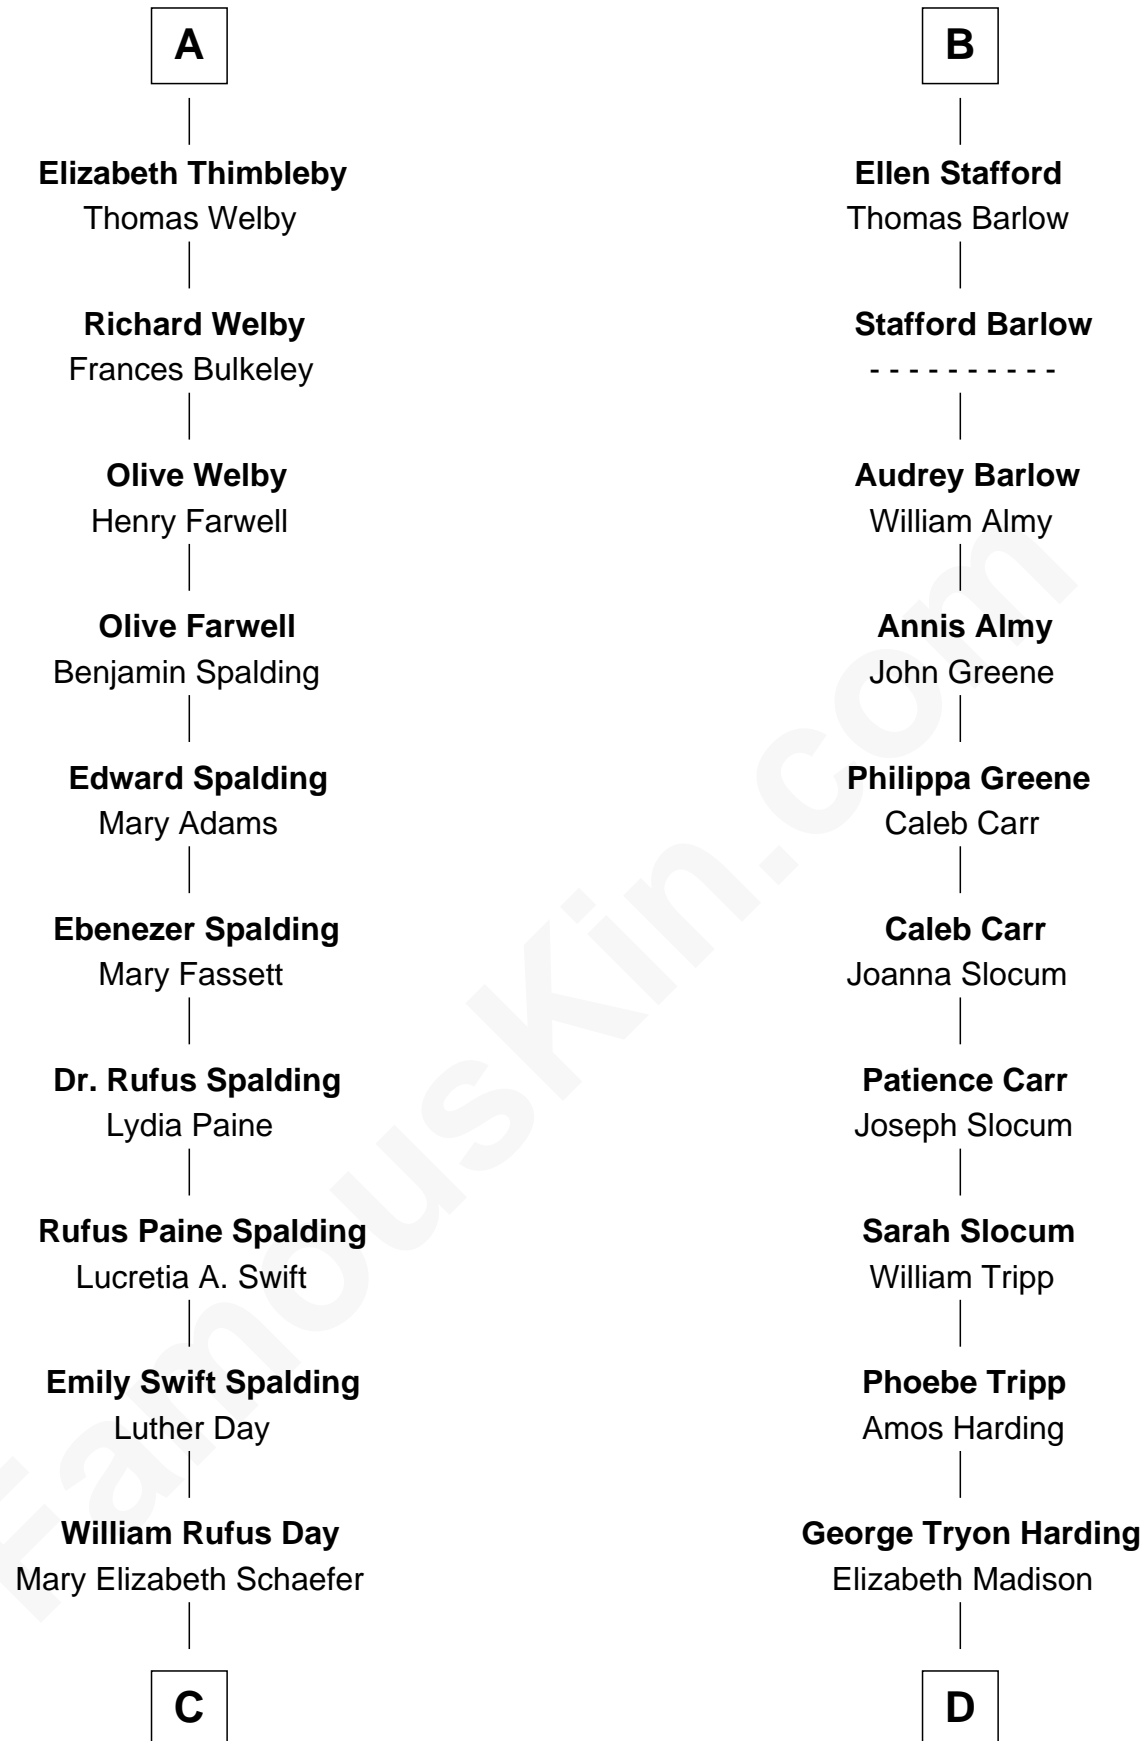 A
Elizabeth Thimbleby
Thomas Welby
Richard Welby
Frances Bulkeley
Olive Welby
Henry Farwell
Olive Farwell
Benjamin Spalding
Edward Spalding
Mary Adams
Ebenezer Spalding
Mary Fassett
Dr. Rufus Spalding
Lydia Paine
Rufus Paine Spalding
Lucretia A. Swift
Emily Swift Spalding
Luther Day
William Rufus Day
Mary Elizabeth Schaefer
C
B
Ellen Stafford
Thomas Barlow
Stafford Barlow
- - - - - - - - - -
Audrey Barlow
William Almy
Annis Almy
John Greene
Philippa Greene
Caleb Carr
Caleb Carr
Joanna Slocum
Patience Carr
Joseph Slocum
Sarah Slocum
William Tripp
Phoebe Tripp
Amos Harding
George Tryon Harding
Elizabeth Madison
D
FamousKin.com